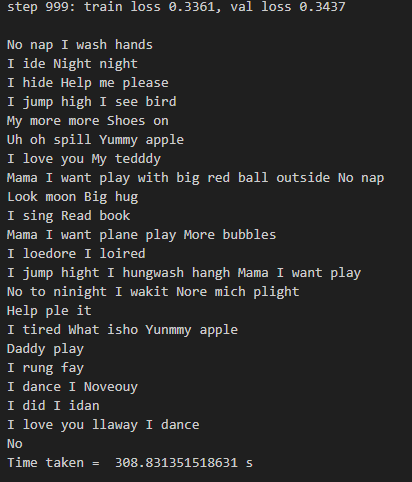 step 999: train loss 0.3361, val loss 0.3437
No nap I wash hands
I ide Night night
I hide Help me please
I jump high I see bird
My more more Shoes on
Uh oh spill Yummy apple
I love you My tedddy
Mama I want play with big red ball outside No nap
Look moon Big hug
I sing Read book
Mama I want plane play More bubbles
I loedore I loired
I jump hight I hungwash hangh Mama I want play
No to ninight I wakit Nore mich plight
Help ple it
I tired What isho Yunmmy apple
Daddy play
I rung fay
I dance I Noveouy
I did I idan
I love you llaway I dance
No
Time taken =  308.831351518631 s